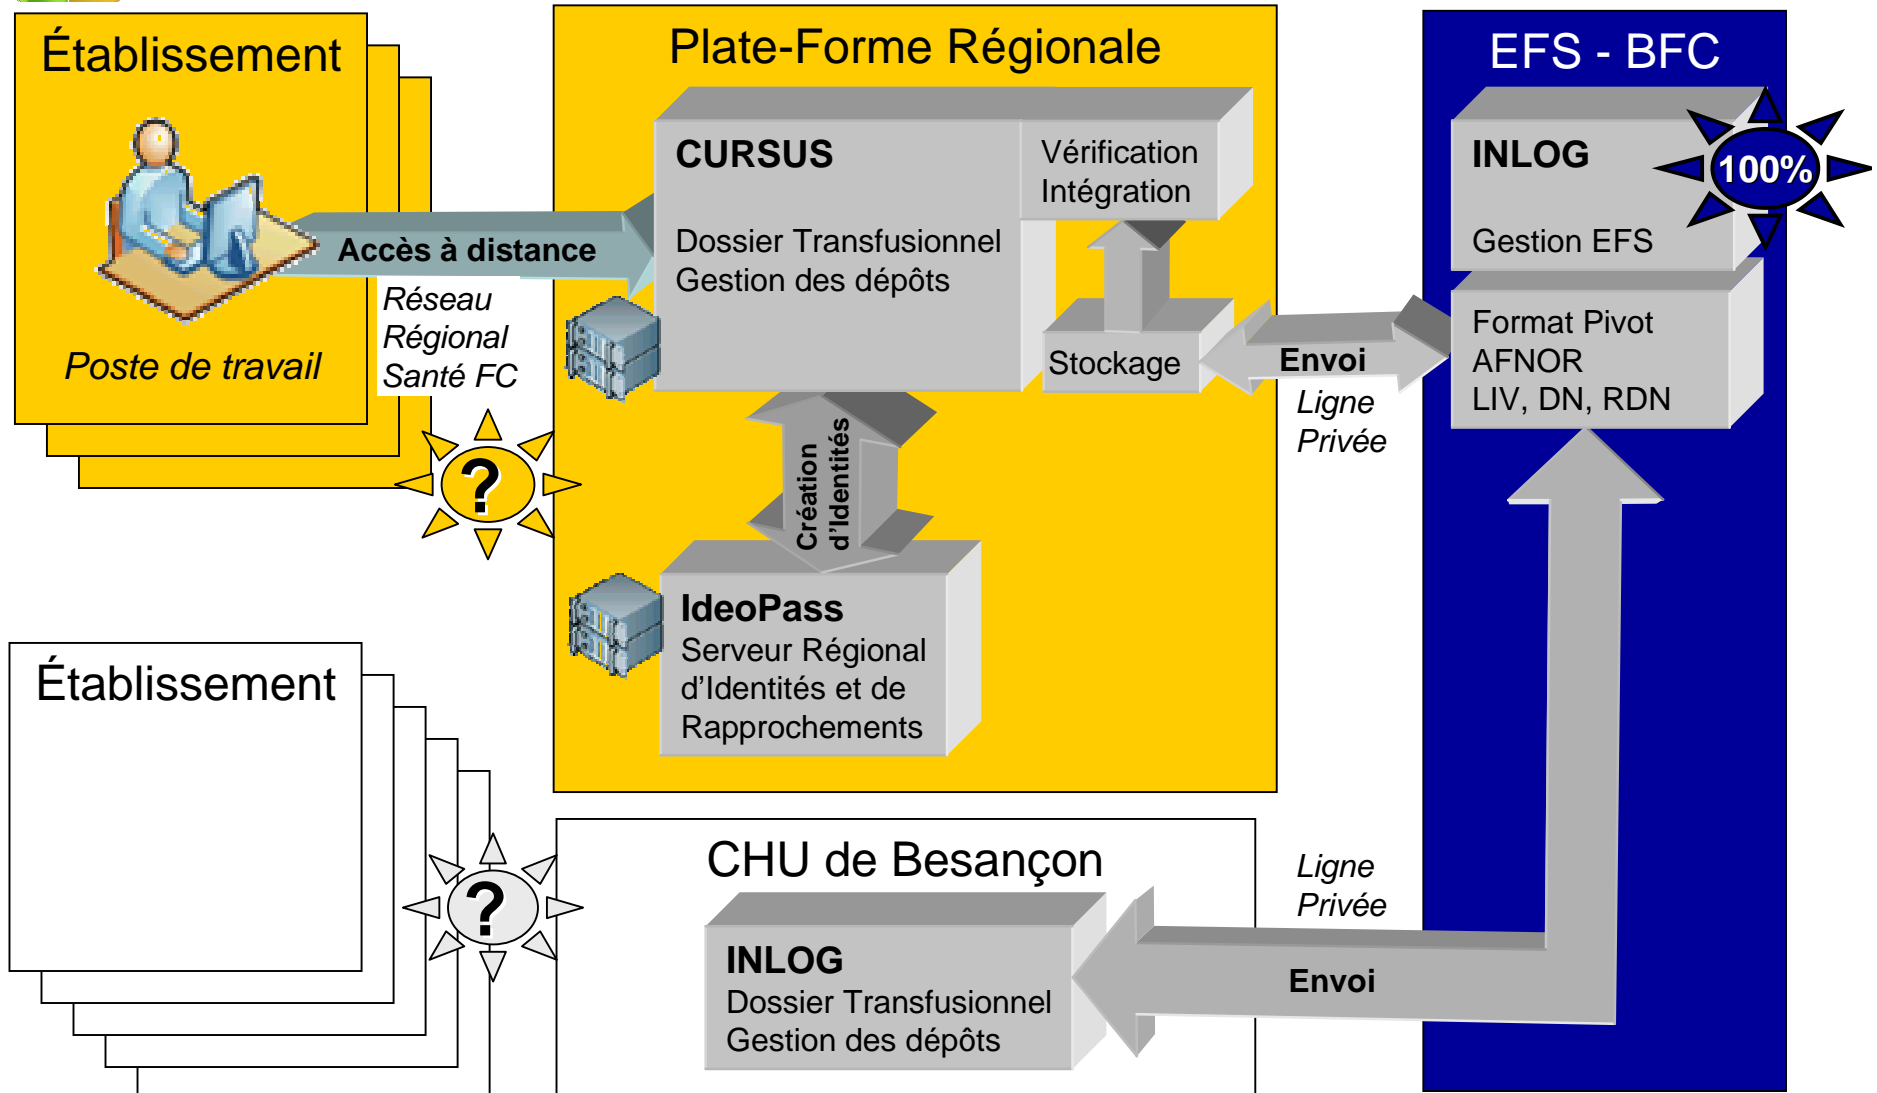 Établissement
Poste de travail
Accès à distance
Réseau
Régional
Santé FC
?
Plate-Forme Régionale
CURSUS
Dossier Transfusionnel
Gestion des dépôts
Vérification
Intégration
Stockage
Création
d'Identités
IdeoPass
Serveur Régional
d'Identités et de
Rapprochements
Envoi
Ligne
Privée
EFS - BFC
INLOG
100%
Gestion EFS
Format Pivot
AFNOR
LIV, DN, RDN
Établissement
?
CHU de Besançon
INLOG
Dossier Transfusionnel
Gestion des dépôts
Ligne
Privée
Envoi